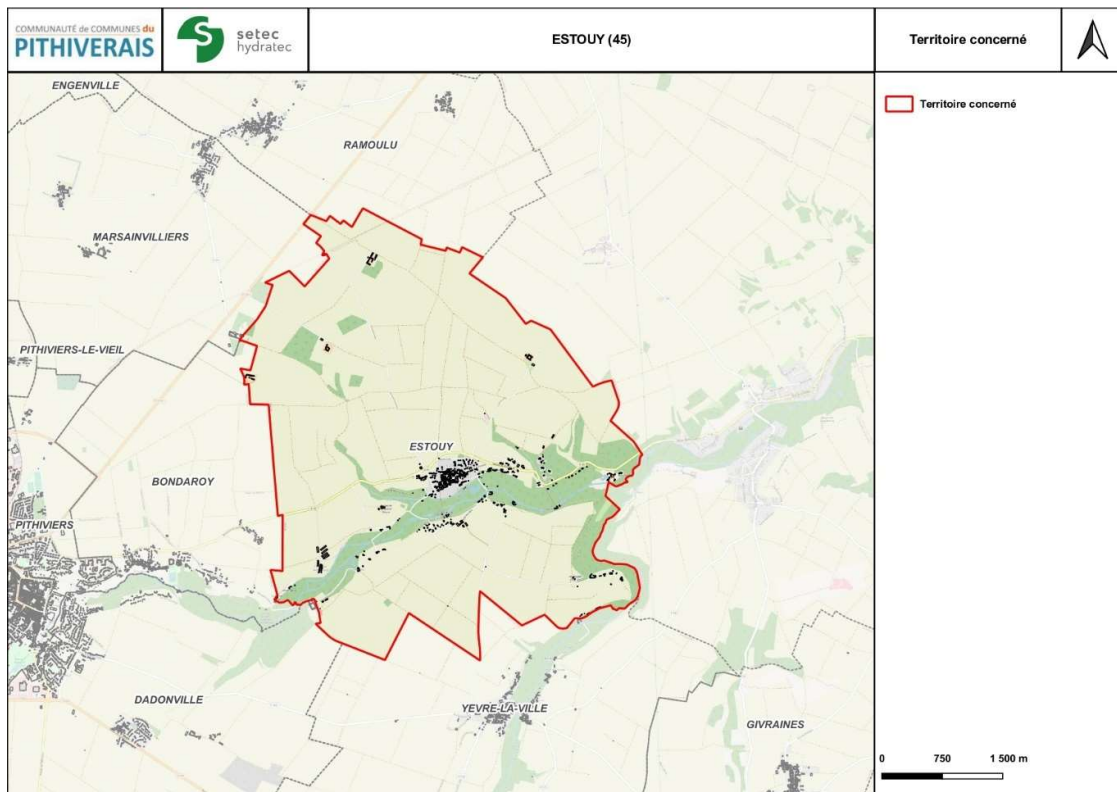 COMMUNAUTÉ de COMMUNES du
PITHIVERAIS
setec
hydratec
ESTOUY (45)
Territoire concerné
Territoire concerné
ENGENVILLE
RAMOULU
MARSAINVILLIERS
PITHIVIERS-LE-VIEIL
ESTOUY
BONDAROY
PITHIVIERS
DADONVILLE
YEVRE-LA-VILLE
GIVRAINES
0 750 1 500 m